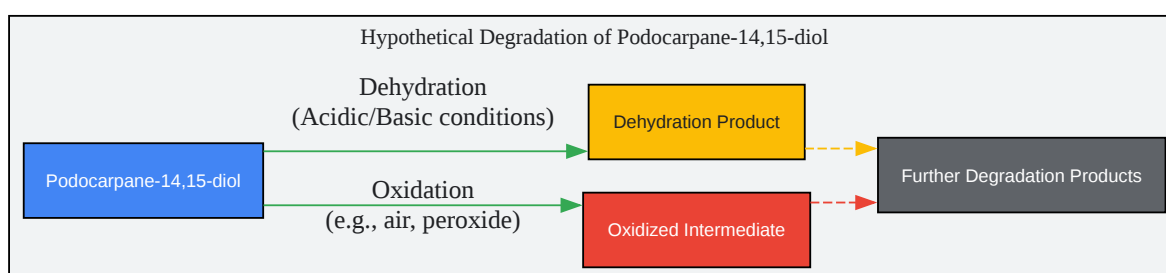 Hypothetical Degradation of Podocarpane-14,15-diol
Dehydration
(Acidic/Basic conditions)
Dehydration Product
Podocarpane-14,15-diol
Further Degradation Products
Oxidation
(e.g., air, peroxide)
Oxidized Intermediate